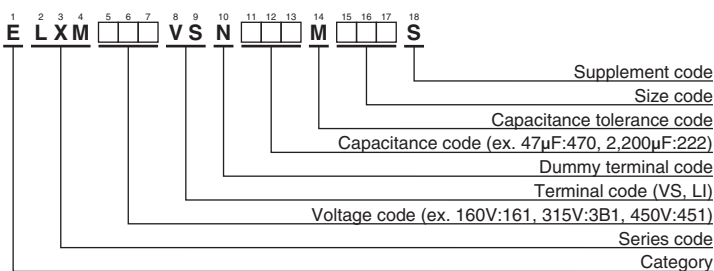 1 2 3 4 5 6 7 8 9 10 11 12 13 14 15 16 17 18
E L X M □□□ V S N □□□ M □□□ S
Supplement code
Size code
Capacitance tolerance code
Capacitance code (ex. 47µF:470, 2,200µF:222)
Dummy terminal code
Terminal code (VS, LI)
Voltage code (ex. 160V:161, 315V:3B1, 450V:451)
Series code
Category